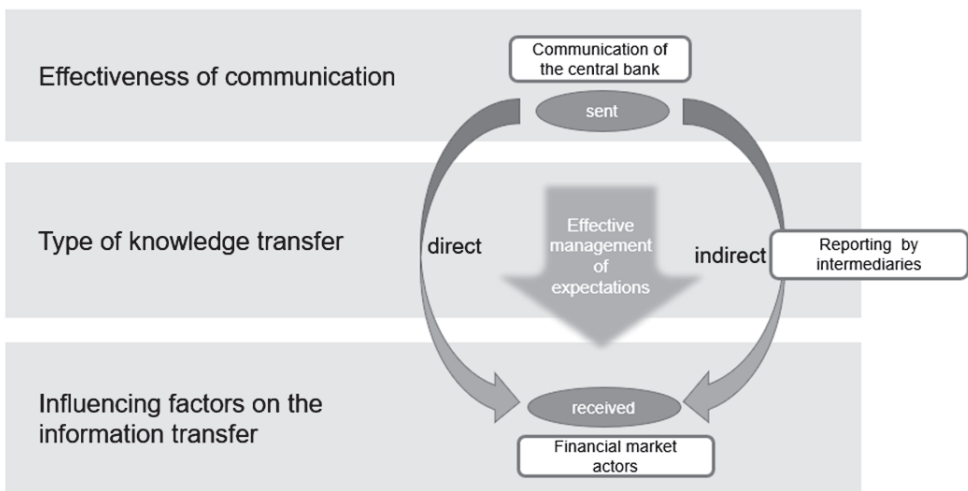 Communication of
the central bank
Effectiveness of communication
sent
Type of knowledge transfer
direct
Effective
management
of
expectations
indirect
Reporting by
intermediaries
Influencing factors on the
information transfer
received
Financial market
actors